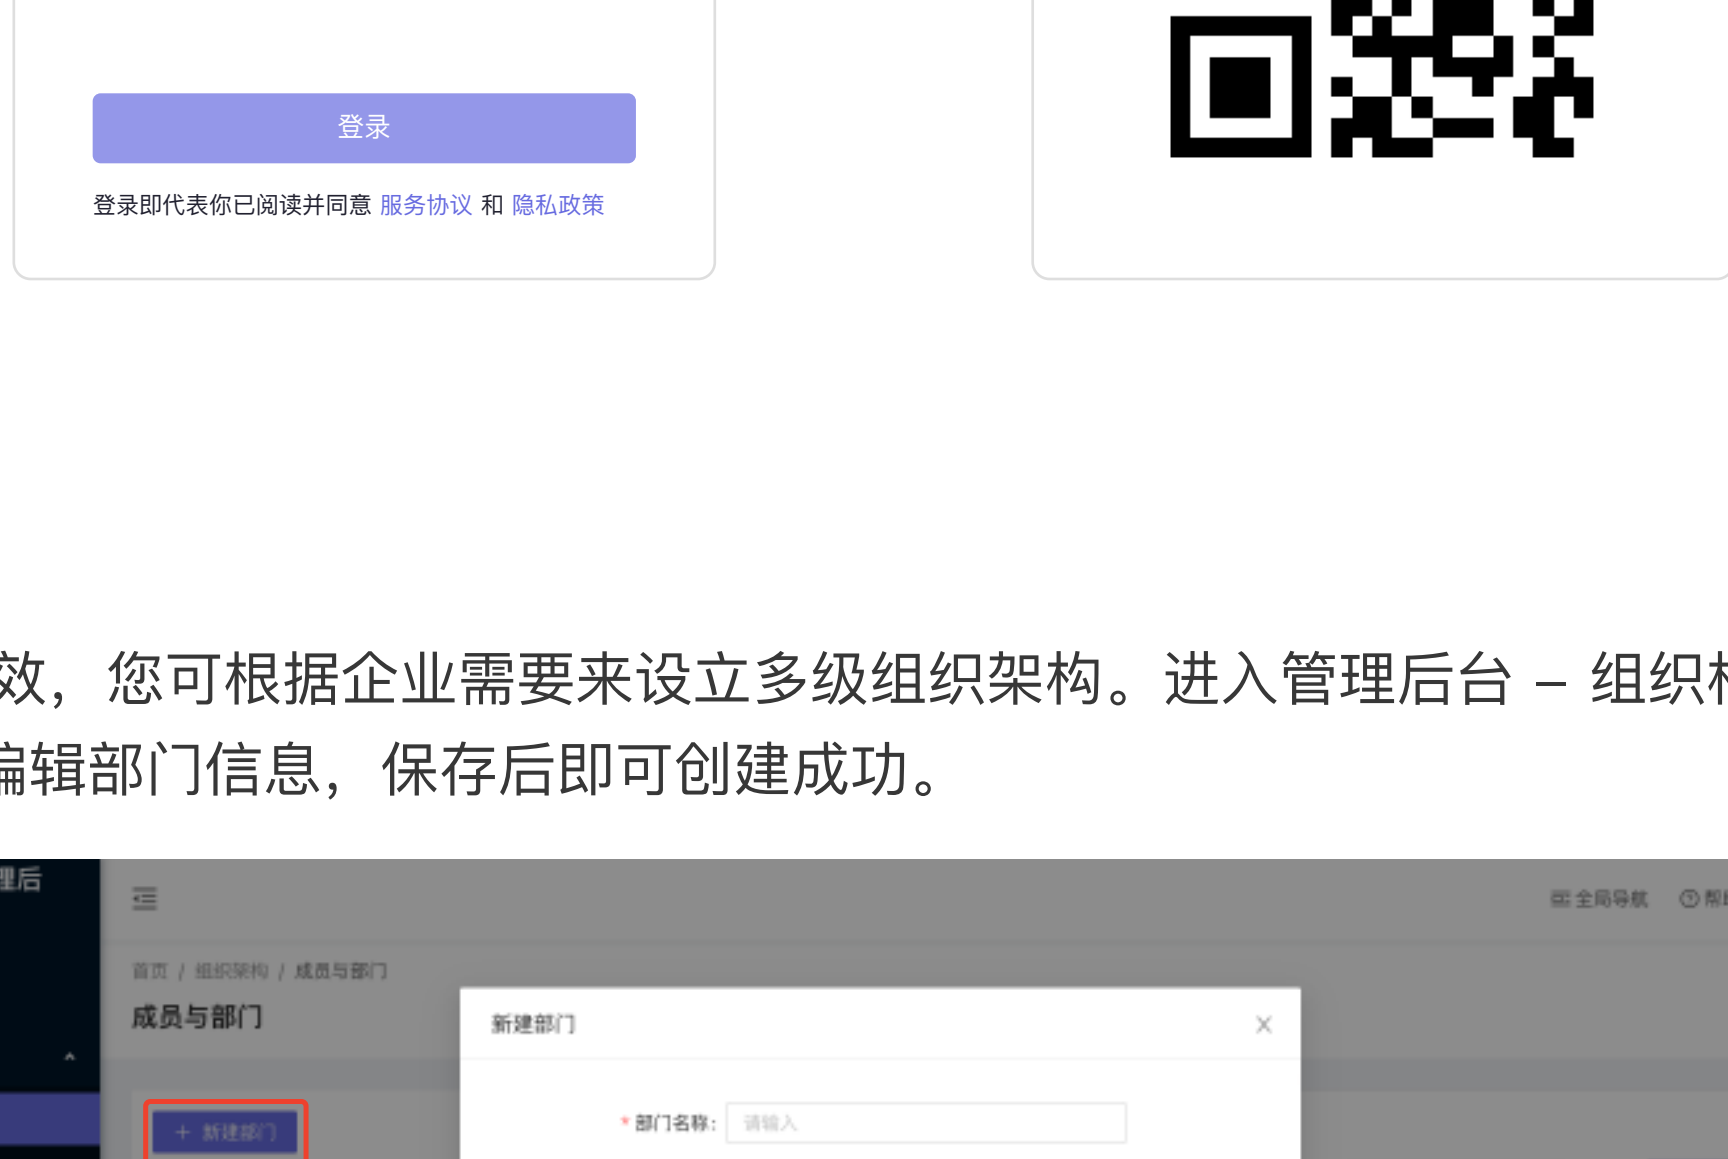 登录
登录即代表你已阅读并同意 服务协议 和 隐私政策
效，您可根据企业需要来设立多级组织架构。进入管理后台 – 组织
编辑部门信息，保存后即可创建成功。
理后
全局导航
帮
首页 / 组织架构 / 成员与部门
成员与部门
新建部门
* 部门名称: 请输入
+ 新建部门